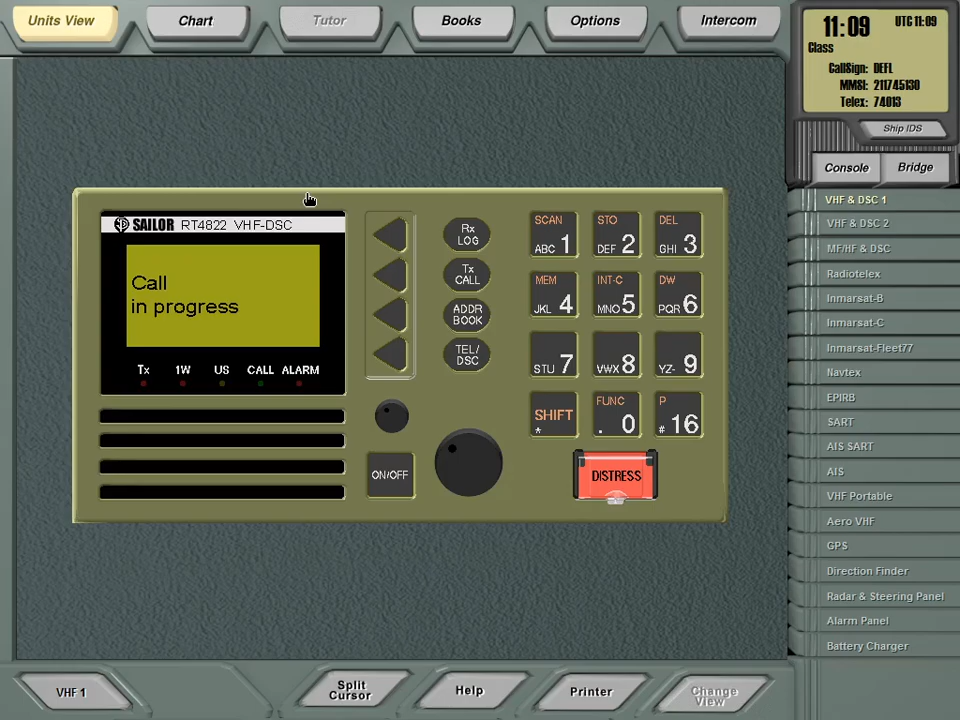 Units View
Chart
Tutor
Books
Options
Intercom
11:09 UTC 11:09
Class
CallSign: DEFL
MMSI: 211745130
Telex: 74013
Ship IDS
Console
Bridge
VHF & DSC 1
VHF & DSC 2
MF/HF & DSC
Radiotelex
Inmarsat-B
Inmarsat-C
Inmarsat-Fleet77
Navtex
EPIRB
SART
AIS SART
AIS
VHF Portable
Aero VHF
GPS
Direction Finder
Radar & Steering Panel
Alarm Panel
Battery Charger
SAILOR RT4822 VHF-DSC
Call
in progress
Tx 1W US CALL ALARM
Rx
LOG
Tx
CALL
ADDR
BOOK
TEL/
DSC
SCAN
ABC 1
STO
DEF 2
DEL
GHI 3
MEM
JKL 4
INT-C
MNO 5
DW
PQR 6
STU 7
VWX 8
YZ- 9
SHIFT
*
FUNC
. 0
P
# 16
ON/OFF
DISTRESS
VHF 1
Split
Cursor
Help
Printer
Change
View